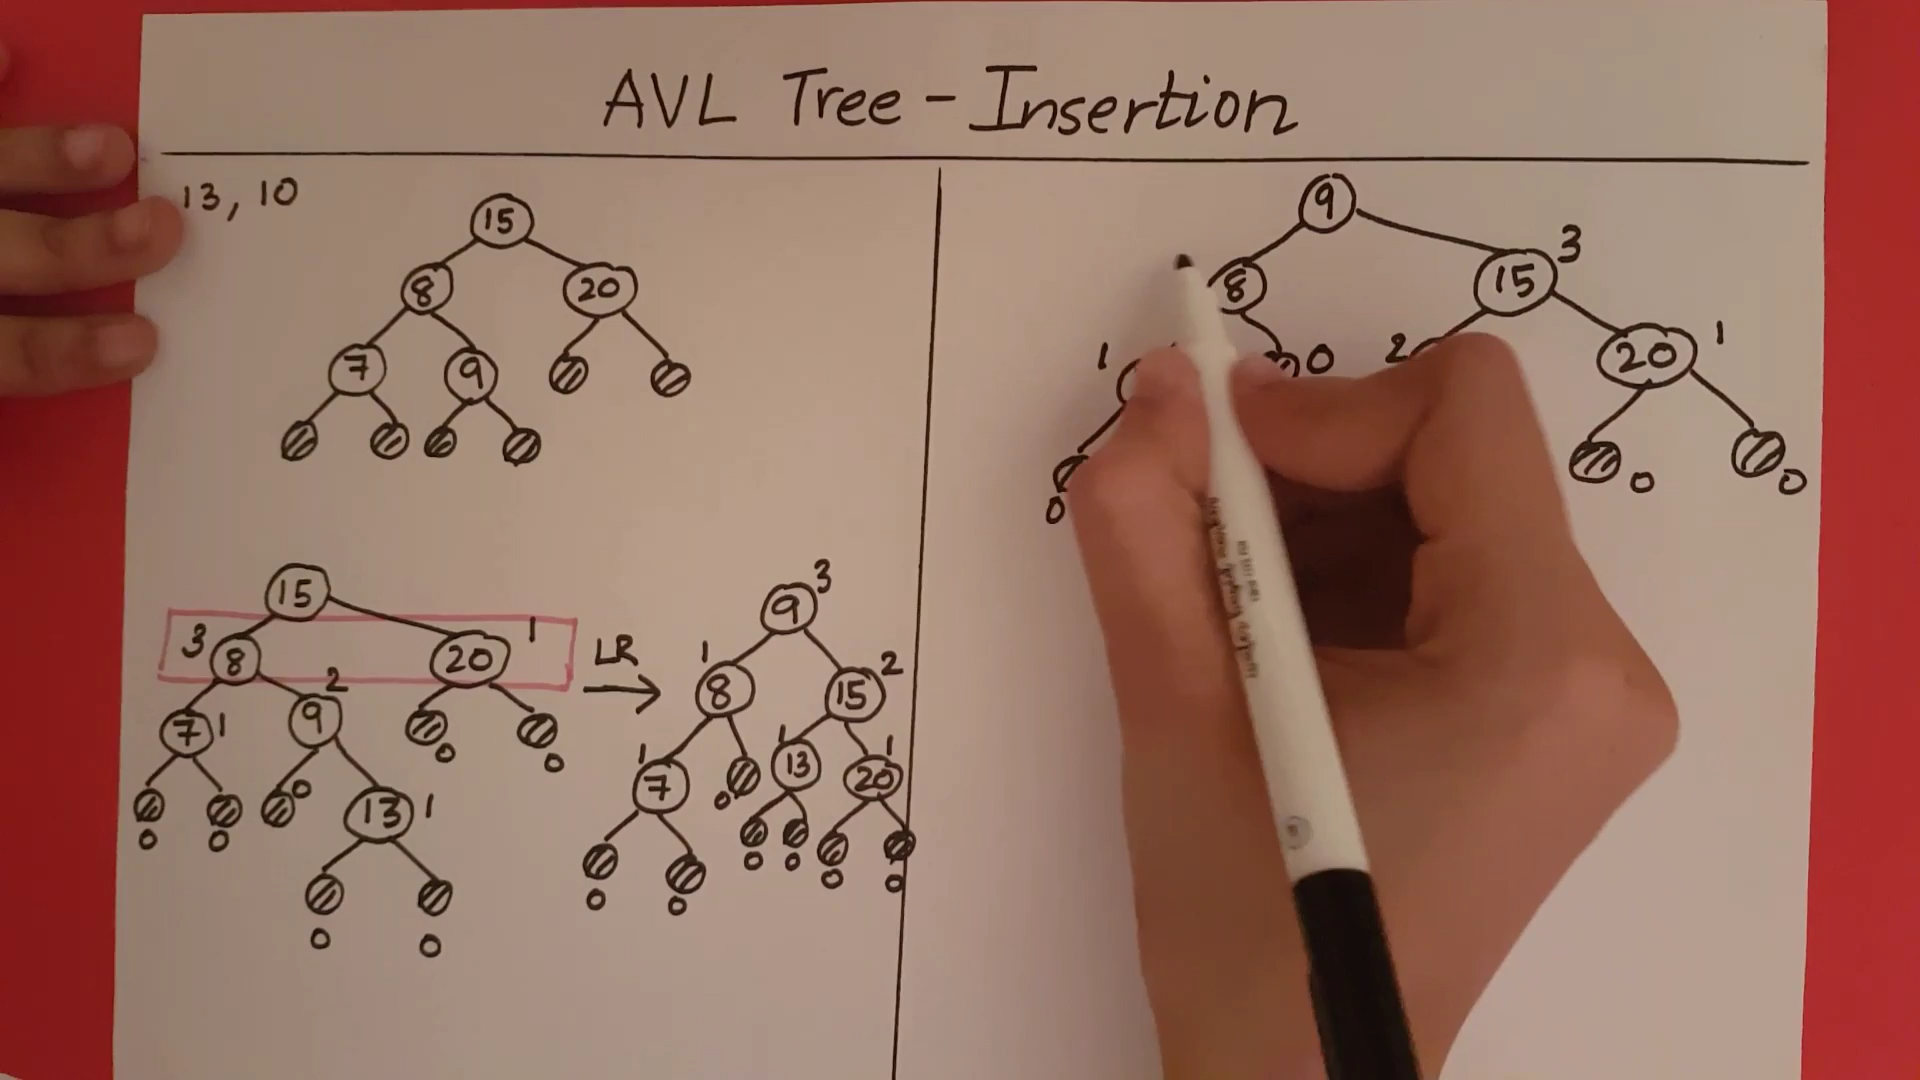 AVL Tree - Insertion
13, 10
15
8 20
7 9
15
3 8 20 1
7 1 9 2
0 13 1
0 0 0 0
0 0
LR
9 3
1 8 15 2
1 7 0 1 13 20 1
0 0 0 0
0 0
9
8 15 3
1 0 2 20 1
0 0 0